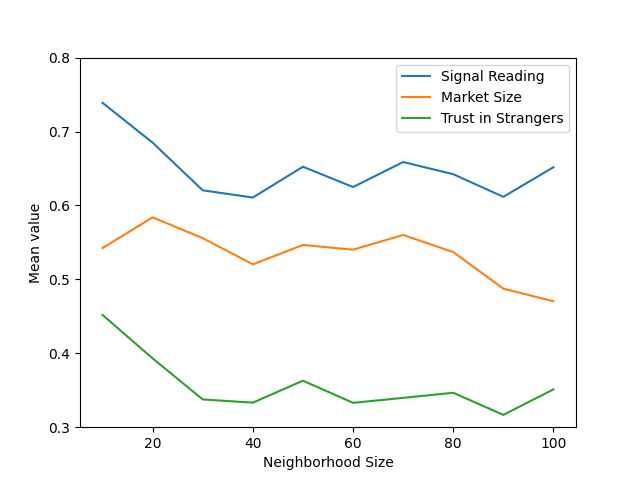 0.8
0.7
0.6
0.5
0.4
0.3
Mean value
Signal Reading
Market Size
Trust in Strangers
20 40 60 80 100
Neighborhood Size